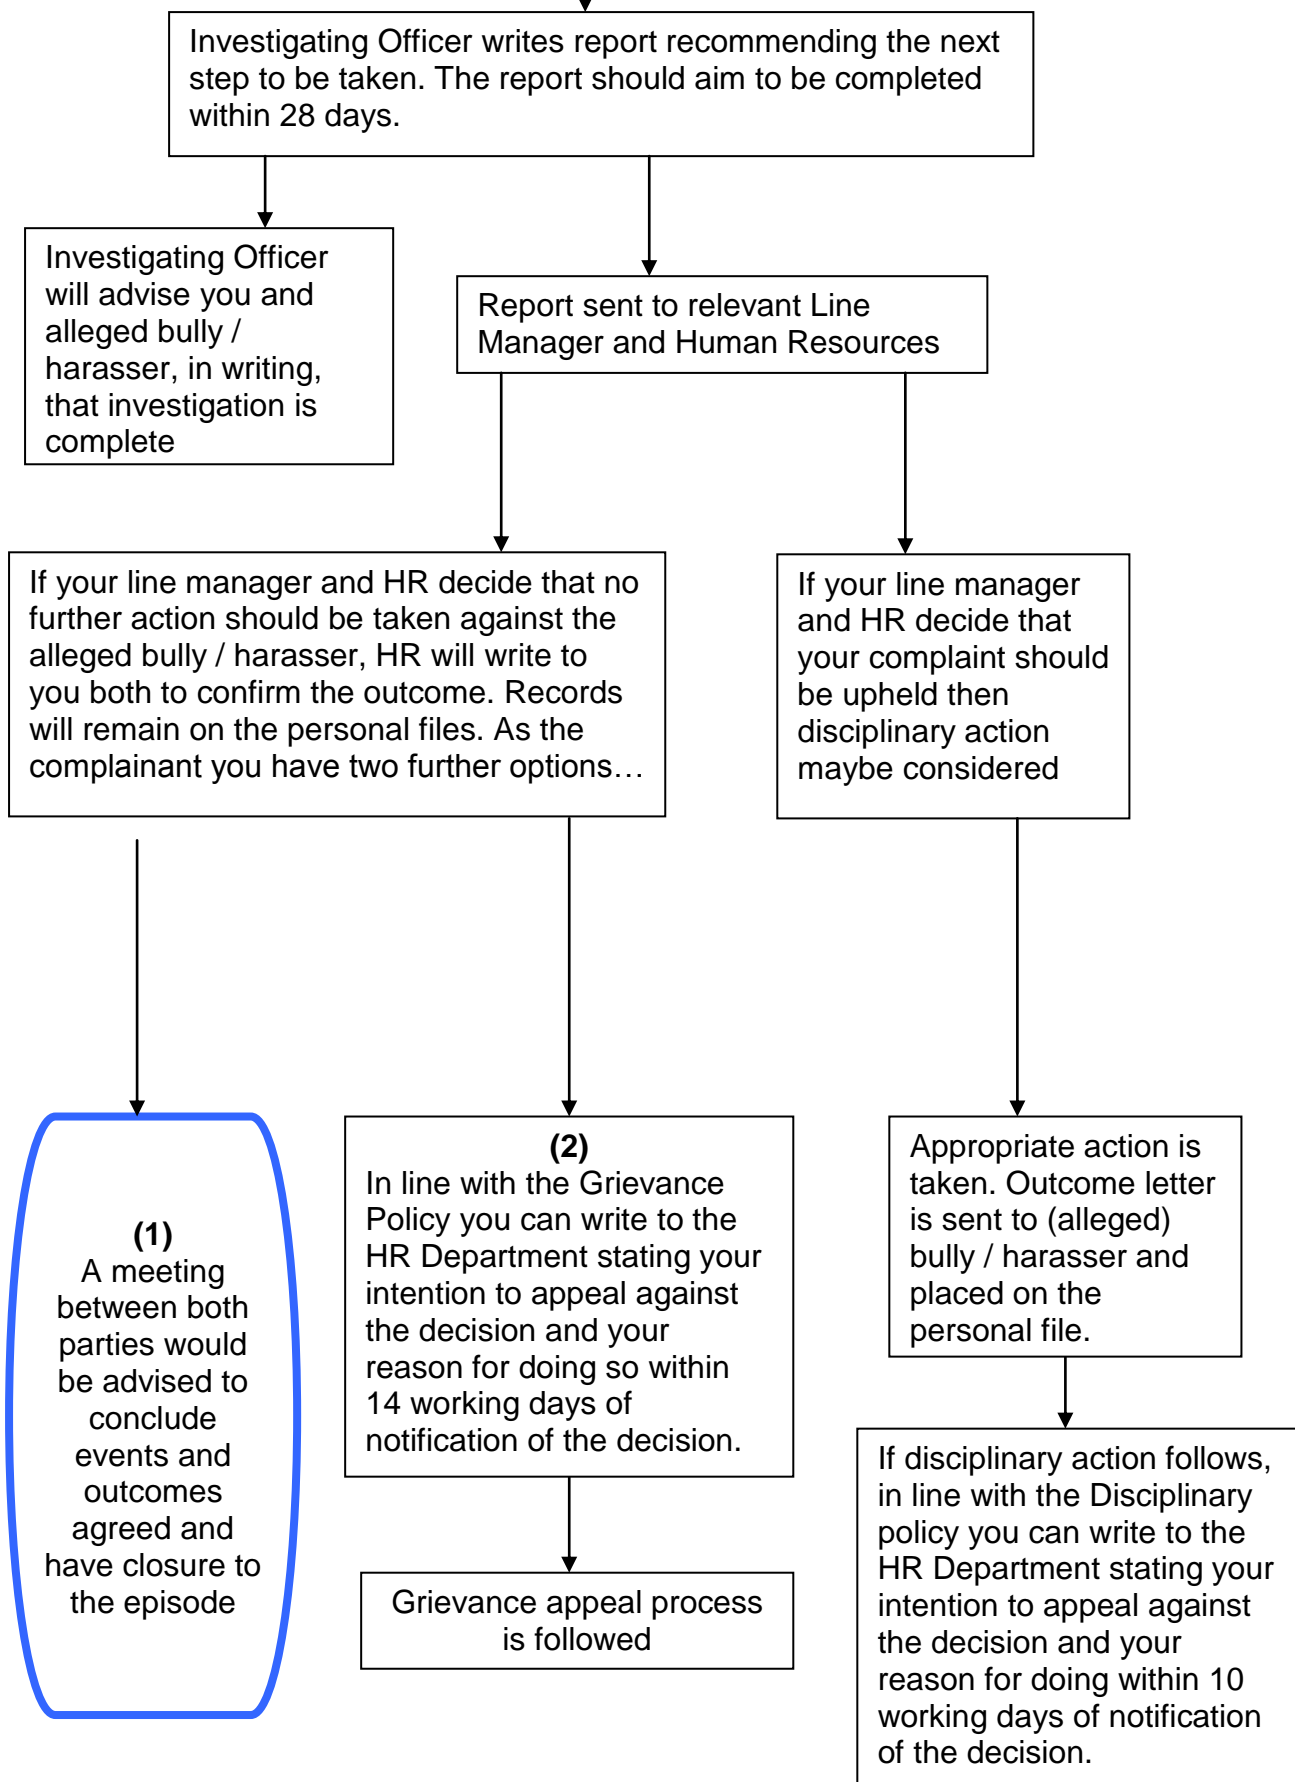 Investigating Officer writes report recommending the next
step to be taken. The report should aim to be completed
within 28 days.
Investigating Officer
will advise you and
alleged bully /
harasser, in writing,
that investigation is
complete
Report sent to relevant Line
Manager and Human Resources
If your line manager and HR decide that no
further action should be taken against the
alleged bully / harasser, HR will write to
you both to confirm the outcome. Records
will remain on the personal files. As the
complainant you have two further options…
If your line manager
and HR decide that
your complaint should
be upheld then
disciplinary action
maybe considered
(1)
A meeting
between both
parties would
be advised to
conclude
events and
outcomes
agreed and
have closure to
the episode
(2)
In line with the Grievance
Policy you can write to the
HR Department stating your
intention to appeal against
the decision and your
reason for doing so within
14 working days of
notification of the decision.
Grievance appeal process
is followed
Appropriate action is
taken. Outcome letter
is sent to (alleged)
bully / harasser and
placed on the
personal file.
If disciplinary action follows,
in line with the Disciplinary
policy you can write to the
HR Department stating your
intention to appeal against
the decision and your
reason for doing within 10
working days of notification
of the decision.